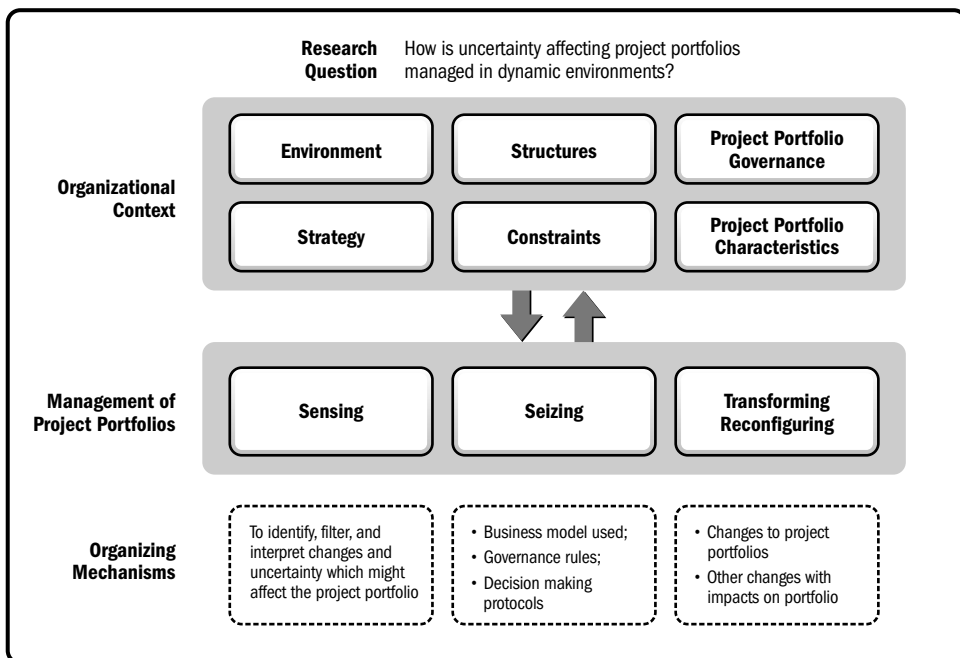 Research
Question
How is uncertainty affecting project portfolios
managed in dynamic environments?
Organizational
Context
Environment
Structures
Project Portfolio
Governance
Strategy
Constraints
Project Portfolio
Characteristics
Management of
Project Portfolios
Sensing
Seizing
Transforming
Reconfiguring
Organizing
Mechanisms
To identify, filter, and
interpret changes and
uncertainty which might
affect the project portfolio
• Business model used;
• Governance rules;
• Decision making
protocols
• Changes to project
portfolios
• Other changes with
impacts on portfolio